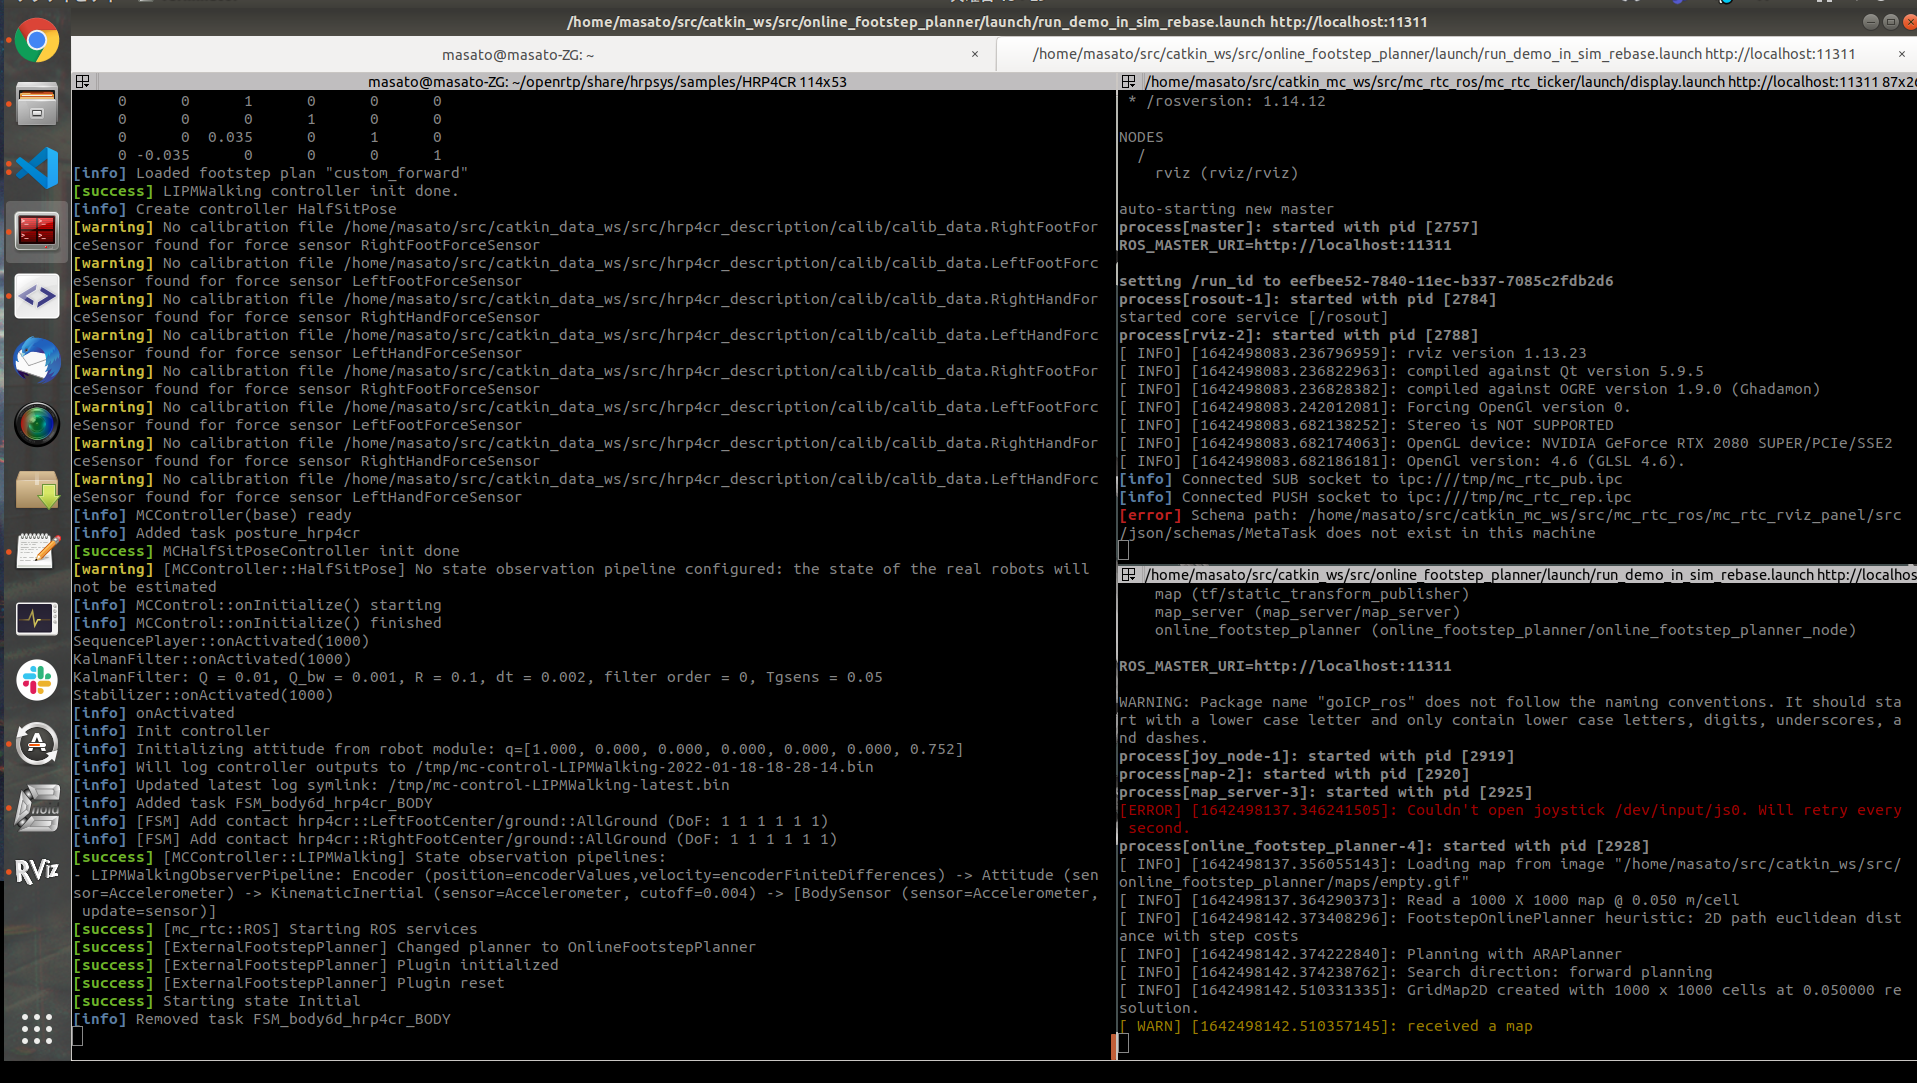 /home/masato/src/catkin_ws/src/online_footstep_planner/launch/run_demo_in_sim_rebase.launch http://localhost:11311
masato@masato-ZG: ~ ×
/home/masato/src/catkin_ws/src/online_footstep_planner/launch/run_demo_in_sim_rebase.launch http://localhost:11311 ×
masato@masato-ZG: ~/openrtp/share/hrpsys/samples/HRP4CR 114x53
0 0 1 0 0 0
0 0 0 1 0 0
0 0 0.035 0 1 0
0 -0.035 0 0 0 1
[info] Loaded footstep plan "custom_forward"
[success] LIPMWalking controller init done.
[info] Create controller HalfSitPose
[warning] No calibration file /home/masato/src/catkin_data_ws/src/hrp4cr_description/calib/calib_data.RightFootFor
ceSensor found for force sensor RightFootForceSensor
[warning] No calibration file /home/masato/src/catkin_data_ws/src/hrp4cr_description/calib/calib_data.LeftFootForc
eSensor found for force sensor LeftFootForceSensor
[warning] No calibration file /home/masato/src/catkin_data_ws/src/hrp4cr_description/calib/calib_data.RightHandFor
ceSensor found for force sensor RightHandForceSensor
[warning] No calibration file /home/masato/src/catkin_data_ws/src/hrp4cr_description/calib/calib_data.LeftHandForc
eSensor found for force sensor LeftHandForceSensor
[warning] No calibration file /home/masato/src/catkin_data_ws/src/hrp4cr_description/calib/calib_data.RightFootFor
ceSensor found for force sensor RightFootForceSensor
[warning] No calibration file /home/masato/src/catkin_data_ws/src/hrp4cr_description/calib/calib_data.LeftFootForc
eSensor found for force sensor LeftFootForceSensor
[warning] No calibration file /home/masato/src/catkin_data_ws/src/hrp4cr_description/calib/calib_data.RightHandFor
ceSensor found for force sensor RightHandForceSensor
[warning] No calibration file /home/masato/src/catkin_data_ws/src/hrp4cr_description/calib/calib_data.LeftHandForc
eSensor found for force sensor LeftHandForceSensor
[info] MCController(base) ready
[info] Added task posture_hrp4cr
[success] MCHalfSitPoseController init done
[warning] [MCController::HalfSitPose] No state observation pipeline configured: the state of the real robots will
not be estimated
[info] MCControl::onInitialize() starting
[info] MCControl::onInitialize() finished
SequencePlayer::onActivated(1000)
KalmanFilter::onActivated(1000)
KalmanFilter: Q = 0.01, Q_bw = 0.001, R = 0.1, dt = 0.002, filter order = 0, Tgsens = 0.05
Stabilizer::onActivated(1000)
[info] onActivated
[info] Init controller
[info] Initializing attitude from robot module: q=[1.000, 0.000, 0.000, 0.000, 0.000, 0.000, 0.752]
[info] Will log controller outputs to /tmp/mc-control-LIPMWalking-2022-01-18-18-28-14.bin
[info] Updated latest log symlink: /tmp/mc-control-LIPMWalking-latest.bin
[info] Added task FSM_body6d_hrp4cr_BODY
[info] [FSM] Add contact hrp4cr::LeftFootCenter/ground::AllGround (DoF: 1 1 1 1 1 1)
[info] [FSM] Add contact hrp4cr::RightFootCenter/ground::AllGround (DoF: 1 1 1 1 1 1)
[success] [MCController::LIPMWalking] State observation pipelines:
- LIPMWalkingObserverPipeline: Encoder (position=encoderValues,velocity=encoderFiniteDifferences) -> Attitude (sen
sor=Accelerometer) -> KinematicInertial (sensor=Accelerometer, cutoff=0.004) -> [BodySensor (sensor=Accelerometer,
update=sensor)]
[success] [mc_rtc::ROS] Starting ROS services
[success] [ExternalFootstepPlanner] Changed planner to OnlineFootstepPlanner
[success] [ExternalFootstepPlanner] Plugin initialized
[success] [ExternalFootstepPlanner] Plugin reset
[success] Starting state Initial
[info] Removed task FSM_body6d_hrp4cr_BODY
/home/masato/src/catkin_mc_ws/src/mc_rtc_ros/mc_rtc_ticker/launch/display.launch http://localhost:11311 87x26
* /rosversion: 1.14.12
NODES
/
rviz (rviz/rviz)
auto-starting new master
process[master]: started with pid [2757]
ROS_MASTER_URI=http://localhost:11311
setting /run_id to eefbee52-7840-11ec-b337-7085c2fdb2d6
process[rosout-1]: started with pid [2784]
started core service [/rosout]
process[rviz-2]: started with pid [2788]
[ INFO] [1642498083.236796959]: rviz version 1.13.23
[ INFO] [1642498083.236822963]: compiled against Qt version 5.9.5
[ INFO] [1642498083.236828382]: compiled against OGRE version 1.9.0 (Ghadamon)
[ INFO] [1642498083.242012081]: Forcing OpenGl version 0.
[ INFO] [1642498083.682138252]: Stereo is NOT SUPPORTED
[ INFO] [1642498083.682174063]: OpenGL device: NVIDIA GeForce RTX 2080 SUPER/PCIe/SSE2
[ INFO] [1642498083.682186181]: OpenGl version: 4.6 (GLSL 4.6).
[info] Connected SUB socket to ipc:///tmp/mc_rtc_pub.ipc
[info] Connected PUSH socket to ipc:///tmp/mc_rtc_rep.ipc
[error] Schema path: /home/masato/src/catkin_mc_ws/src/mc_rtc_ros/mc_rtc_rviz_panel/src
/json/schemas/MetaTask does not exist in this machine
/home/masato/src/catkin_ws/src/online_footstep_planner/launch/run_demo_in_sim_rebase.launch http://localhos
map (tf/static_transform_publisher)
map_server (map_server/map_server)
online_footstep_planner (online_footstep_planner/online_footstep_planner_node)
ROS_MASTER_URI=http://localhost:11311
WARNING: Package name "goICP_ros" does not follow the naming conventions. It should sta
rt with a lower case letter and only contain lower case letters, digits, underscores, a
nd dashes.
process[joy_node-1]: started with pid [2919]
process[map-2]: started with pid [2920]
process[map_server-3]: started with pid [2925]
[ERROR] [1642498137.346241505]: Couldn't open joystick /dev/input/js0. Will retry every
second.
process[online_footstep_planner-4]: started with pid [2928]
[ INFO] [1642498137.356055143]: Loading map from image "/home/masato/src/catkin_ws/src/
online_footstep_planner/maps/empty.gif"
[ INFO] [1642498137.364290373]: Read a 1000 X 1000 map @ 0.050 m/cell
[ INFO] [1642498142.373408296]: FootstepOnlinePlanner heuristic: 2D path euclidean dist
ance with step costs
[ INFO] [1642498142.374222840]: Planning with ARAPlanner
[ INFO] [1642498142.374238762]: Search direction: forward planning
[ INFO] [1642498142.510331335]: GridMap2D created with 1000 x 1000 cells at 0.050000 re
solution.
[ WARN] [1642498142.510357145]: received a map
RViz